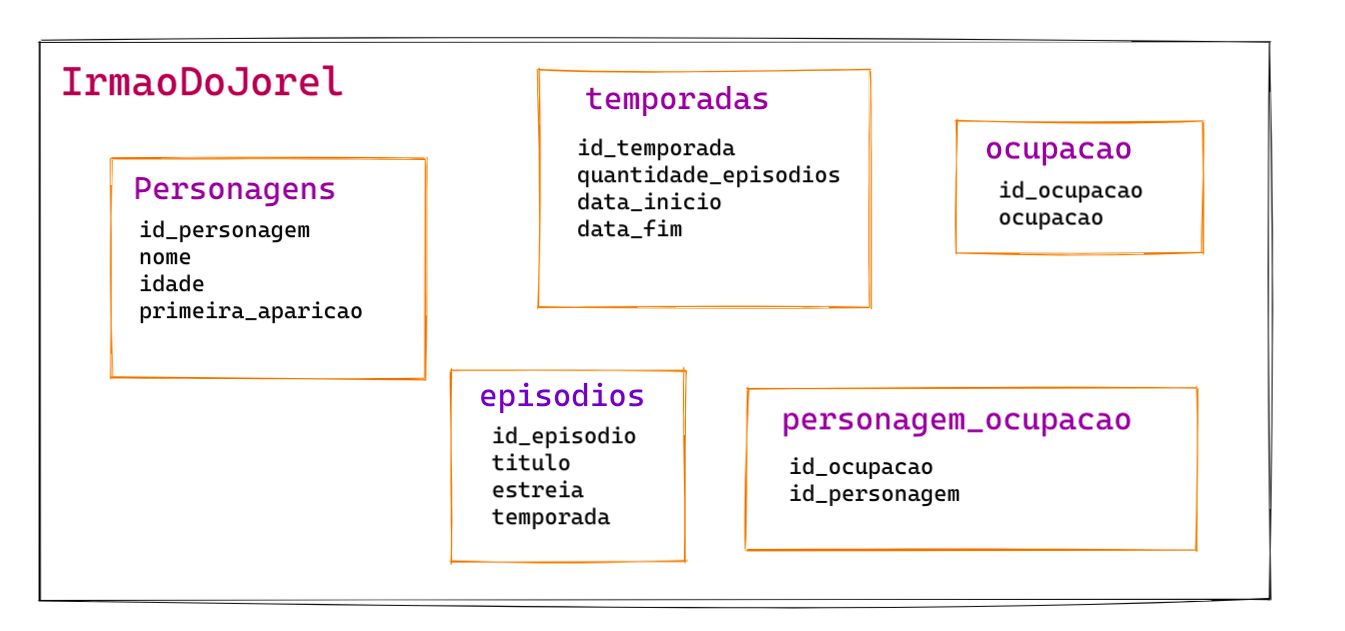 IrmaoDoJorel
Personagens
id_personagem
nome
idade
primeira_aparicao
temporadas
id_temporada
quantidade_episodios
data_inicio
data_fim
ocupacao
id_ocupacao
ocupacao
episodios
id_episodio
titulo
estreia
temporada
personagem_ocupacao
id_ocupacao
id_personagem